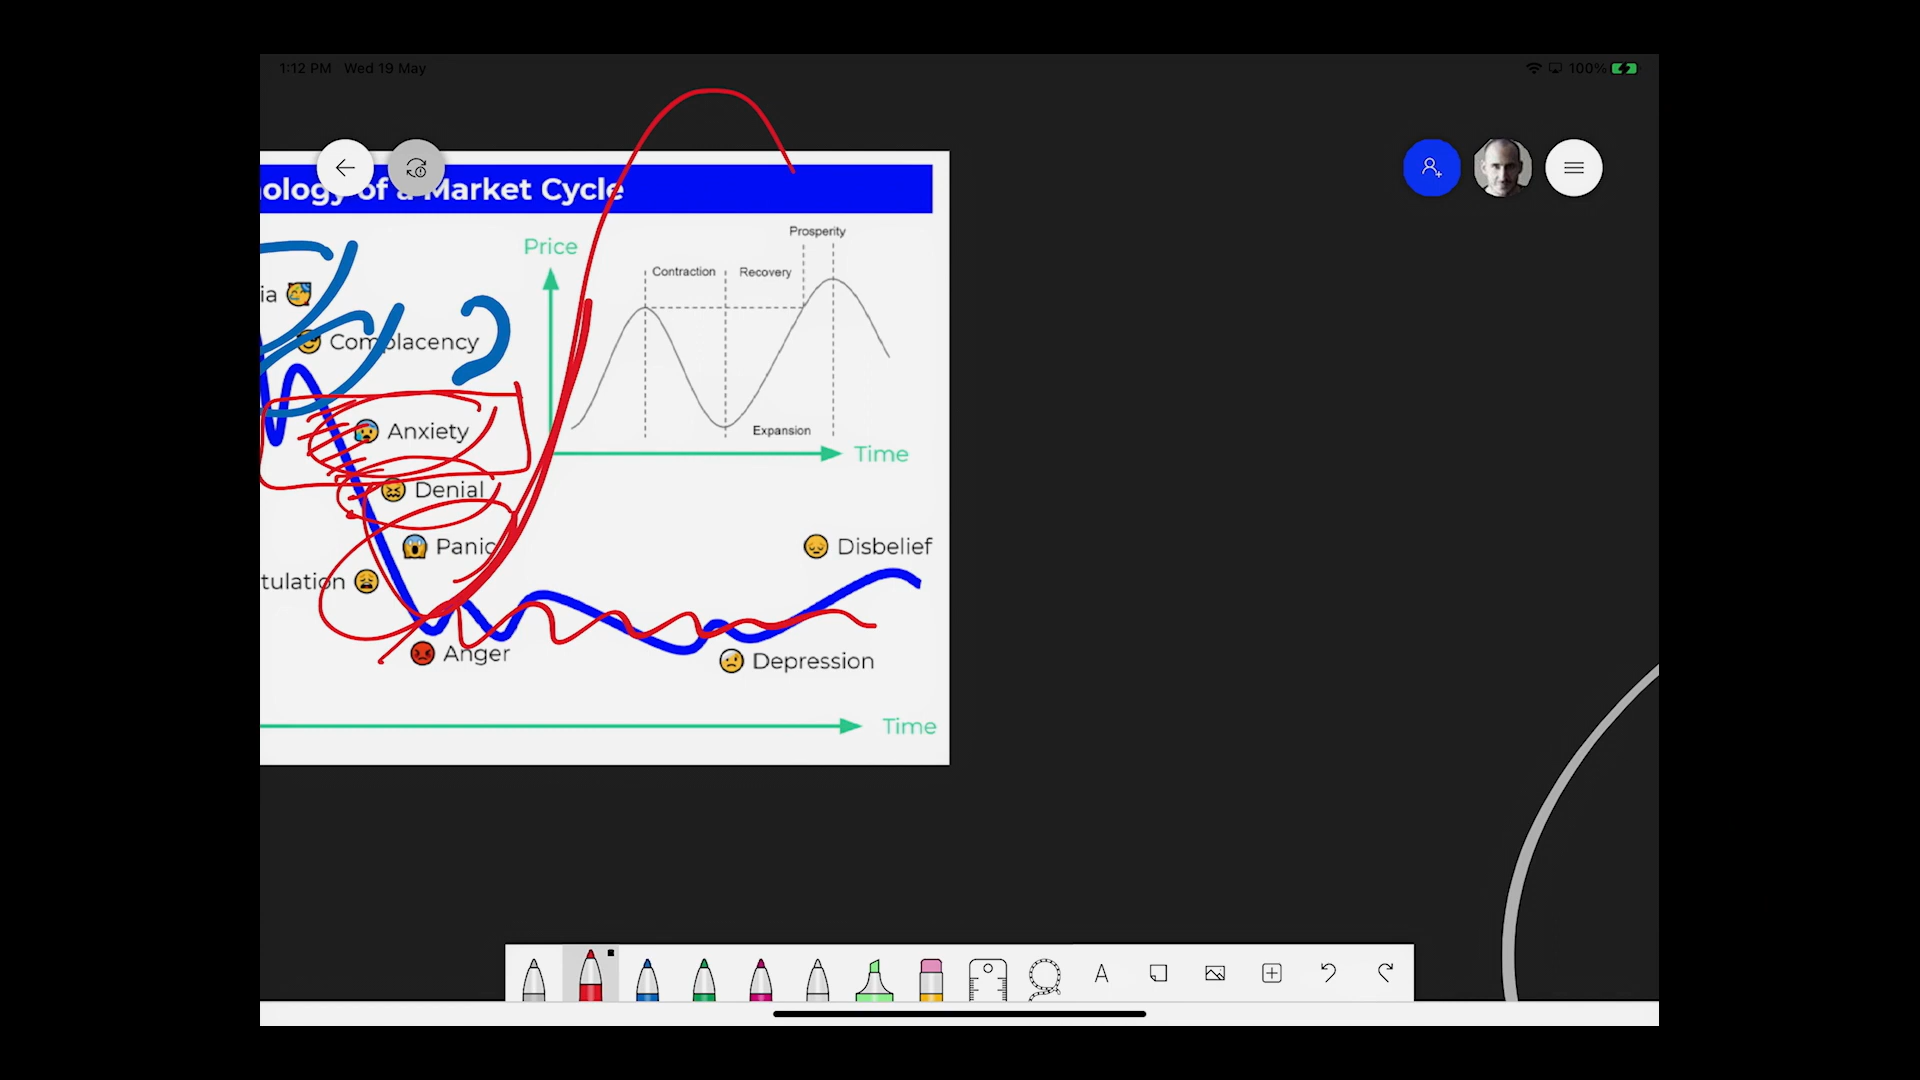 1:12 PM Wed 19 May
100%
ology of a Market Cycle
Price
Prosperity
Contraction
Recovery
Expansion
Time
ia
Complacency
Anxiety
Denial
Panic
tulation
Anger
Disbelief
Depression
Time
A